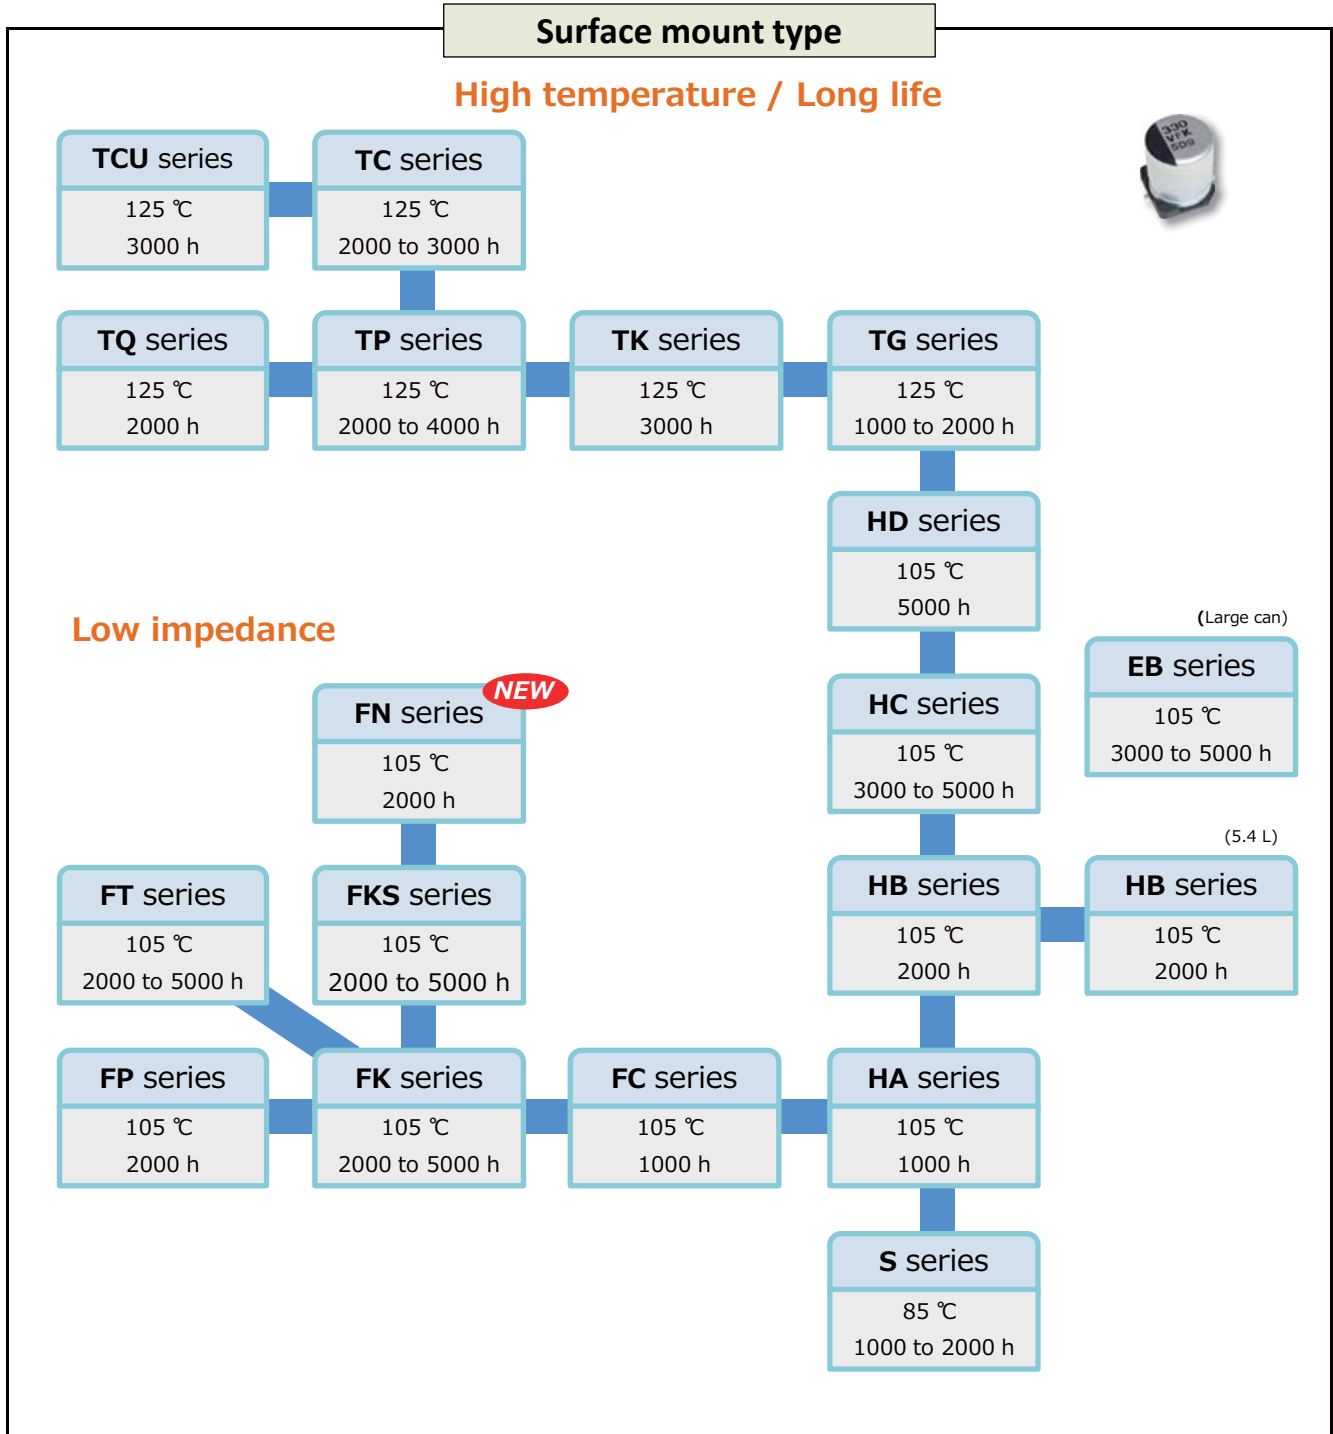 Surface mount type
High temperature / Long life
330
VFK
5D9
TCU series
125 ℃
3000 h
TC series
125 ℃
2000 to 3000 h
TQ series
125 ℃
2000 h
TP series
125 ℃
2000 to 4000 h
TK series
125 ℃
3000 h
TG series
125 ℃
1000 to 2000 h
HD series
105 ℃
5000 h
Low impedance
(Large can)
EB series
105 ℃
3000 to 5000 h
NEW
FN series
105 ℃
2000 h
HC series
105 ℃
3000 to 5000 h
(5.4 L)
FT series
105 ℃
2000 to 5000 h
FKS series
105 ℃
2000 to 5000 h
HB series
105 ℃
2000 h
HB series
105 ℃
2000 h
FP series
105 ℃
2000 h
FK series
105 ℃
2000 to 5000 h
FC series
105 ℃
1000 h
HA series
105 ℃
1000 h
S series
85 ℃
1000 to 2000 h